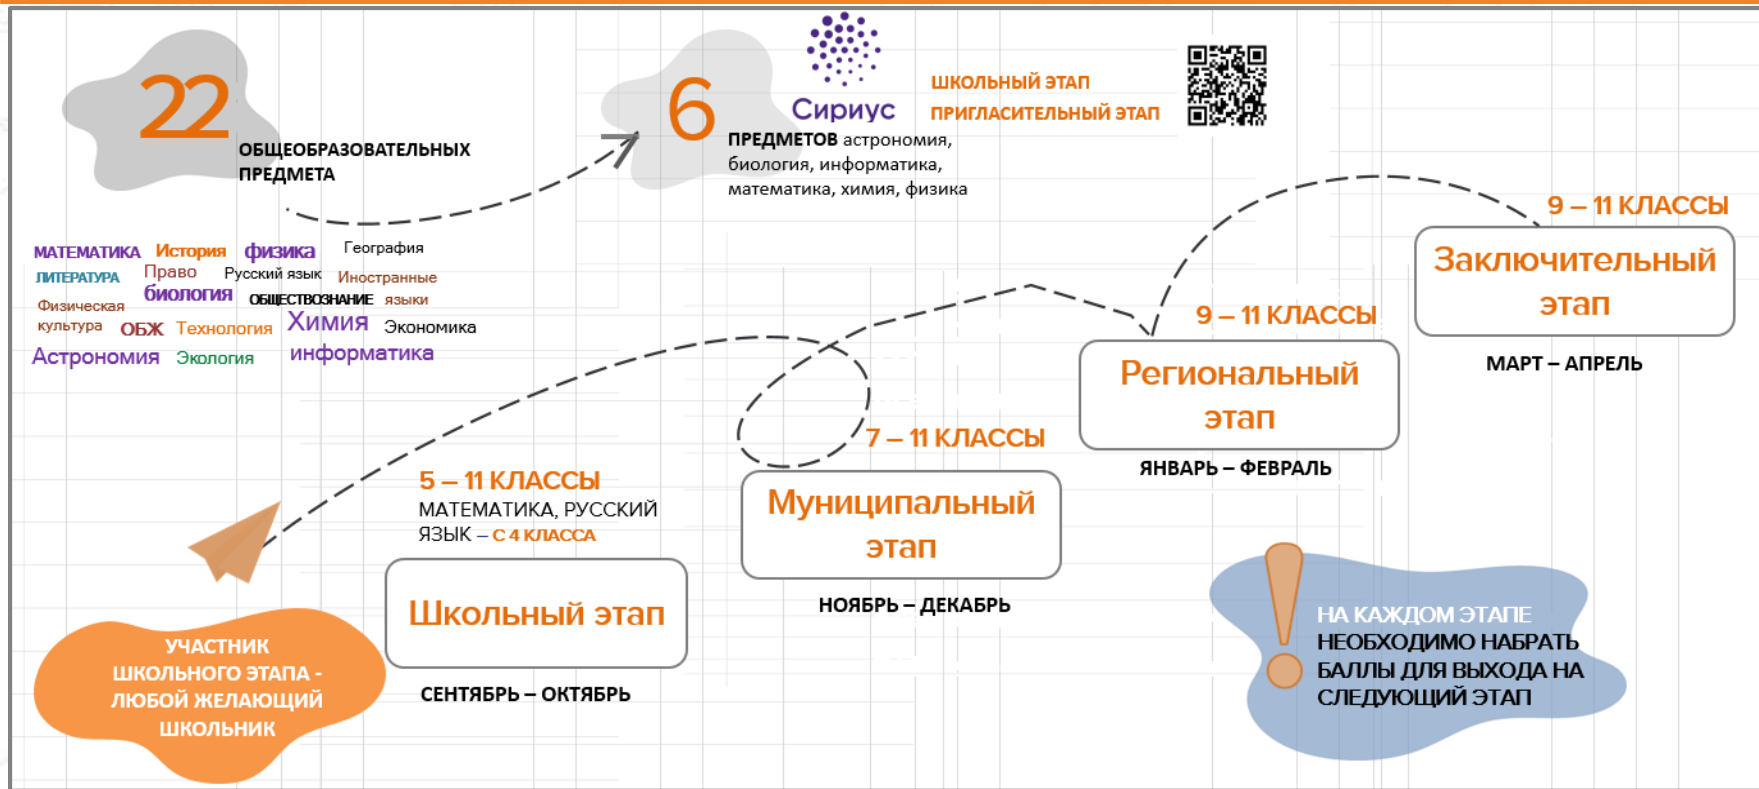 22
ОБЩЕОБРАЗОВАТЕЛЬНЫХ
ПРЕДМЕТА
6
Сириус
ШКОЛЬНЫЙ ЭТАП
ПРИГЛАСИТЕЛЬНЫЙ ЭТАП
ПРЕДМЕТОВ астрономия,
биология, информатика,
математика, химия, физика
МАТЕМАТИКА История физика География
ЛИТЕРАТУРА Право Русский язык Иностранные
языки
Физическая
культура
биология ОБЩЕСТВОЗНАНИЕ
ОБЖ Технология Химия Экономика
Астрономия Экология информатика
5 – 11 КЛАССЫ
МАТЕМАТИКА, РУССКИЙ
ЯЗЫК – С 4 КЛАССА
Школьный этап
СЕНТЯБРЬ – ОКТЯБРЬ
7 – 11 КЛАССЫ
Муниципальный
этап
НОЯБРЬ – ДЕКАБРЬ
9 – 11 КЛАССЫ
Региональный
этап
ЯНВАРЬ – ФЕВРАЛЬ
9 – 11 КЛАССЫ
Заключительный
этап
МАРТ – АПРЕЛЬ
УЧАСТНИК
ШКОЛЬНОГО ЭТАПА -
ЛЮБОЙ ЖЕЛАЮЩИЙ
ШКОЛЬНИК
НА КАЖДОМ ЭТАПЕ
НЕОБХОДИМО НАБРАТЬ
БАЛЛЫ ДЛЯ ВЫХОДА НА
СЛЕДУЮЩИЙ ЭТАП